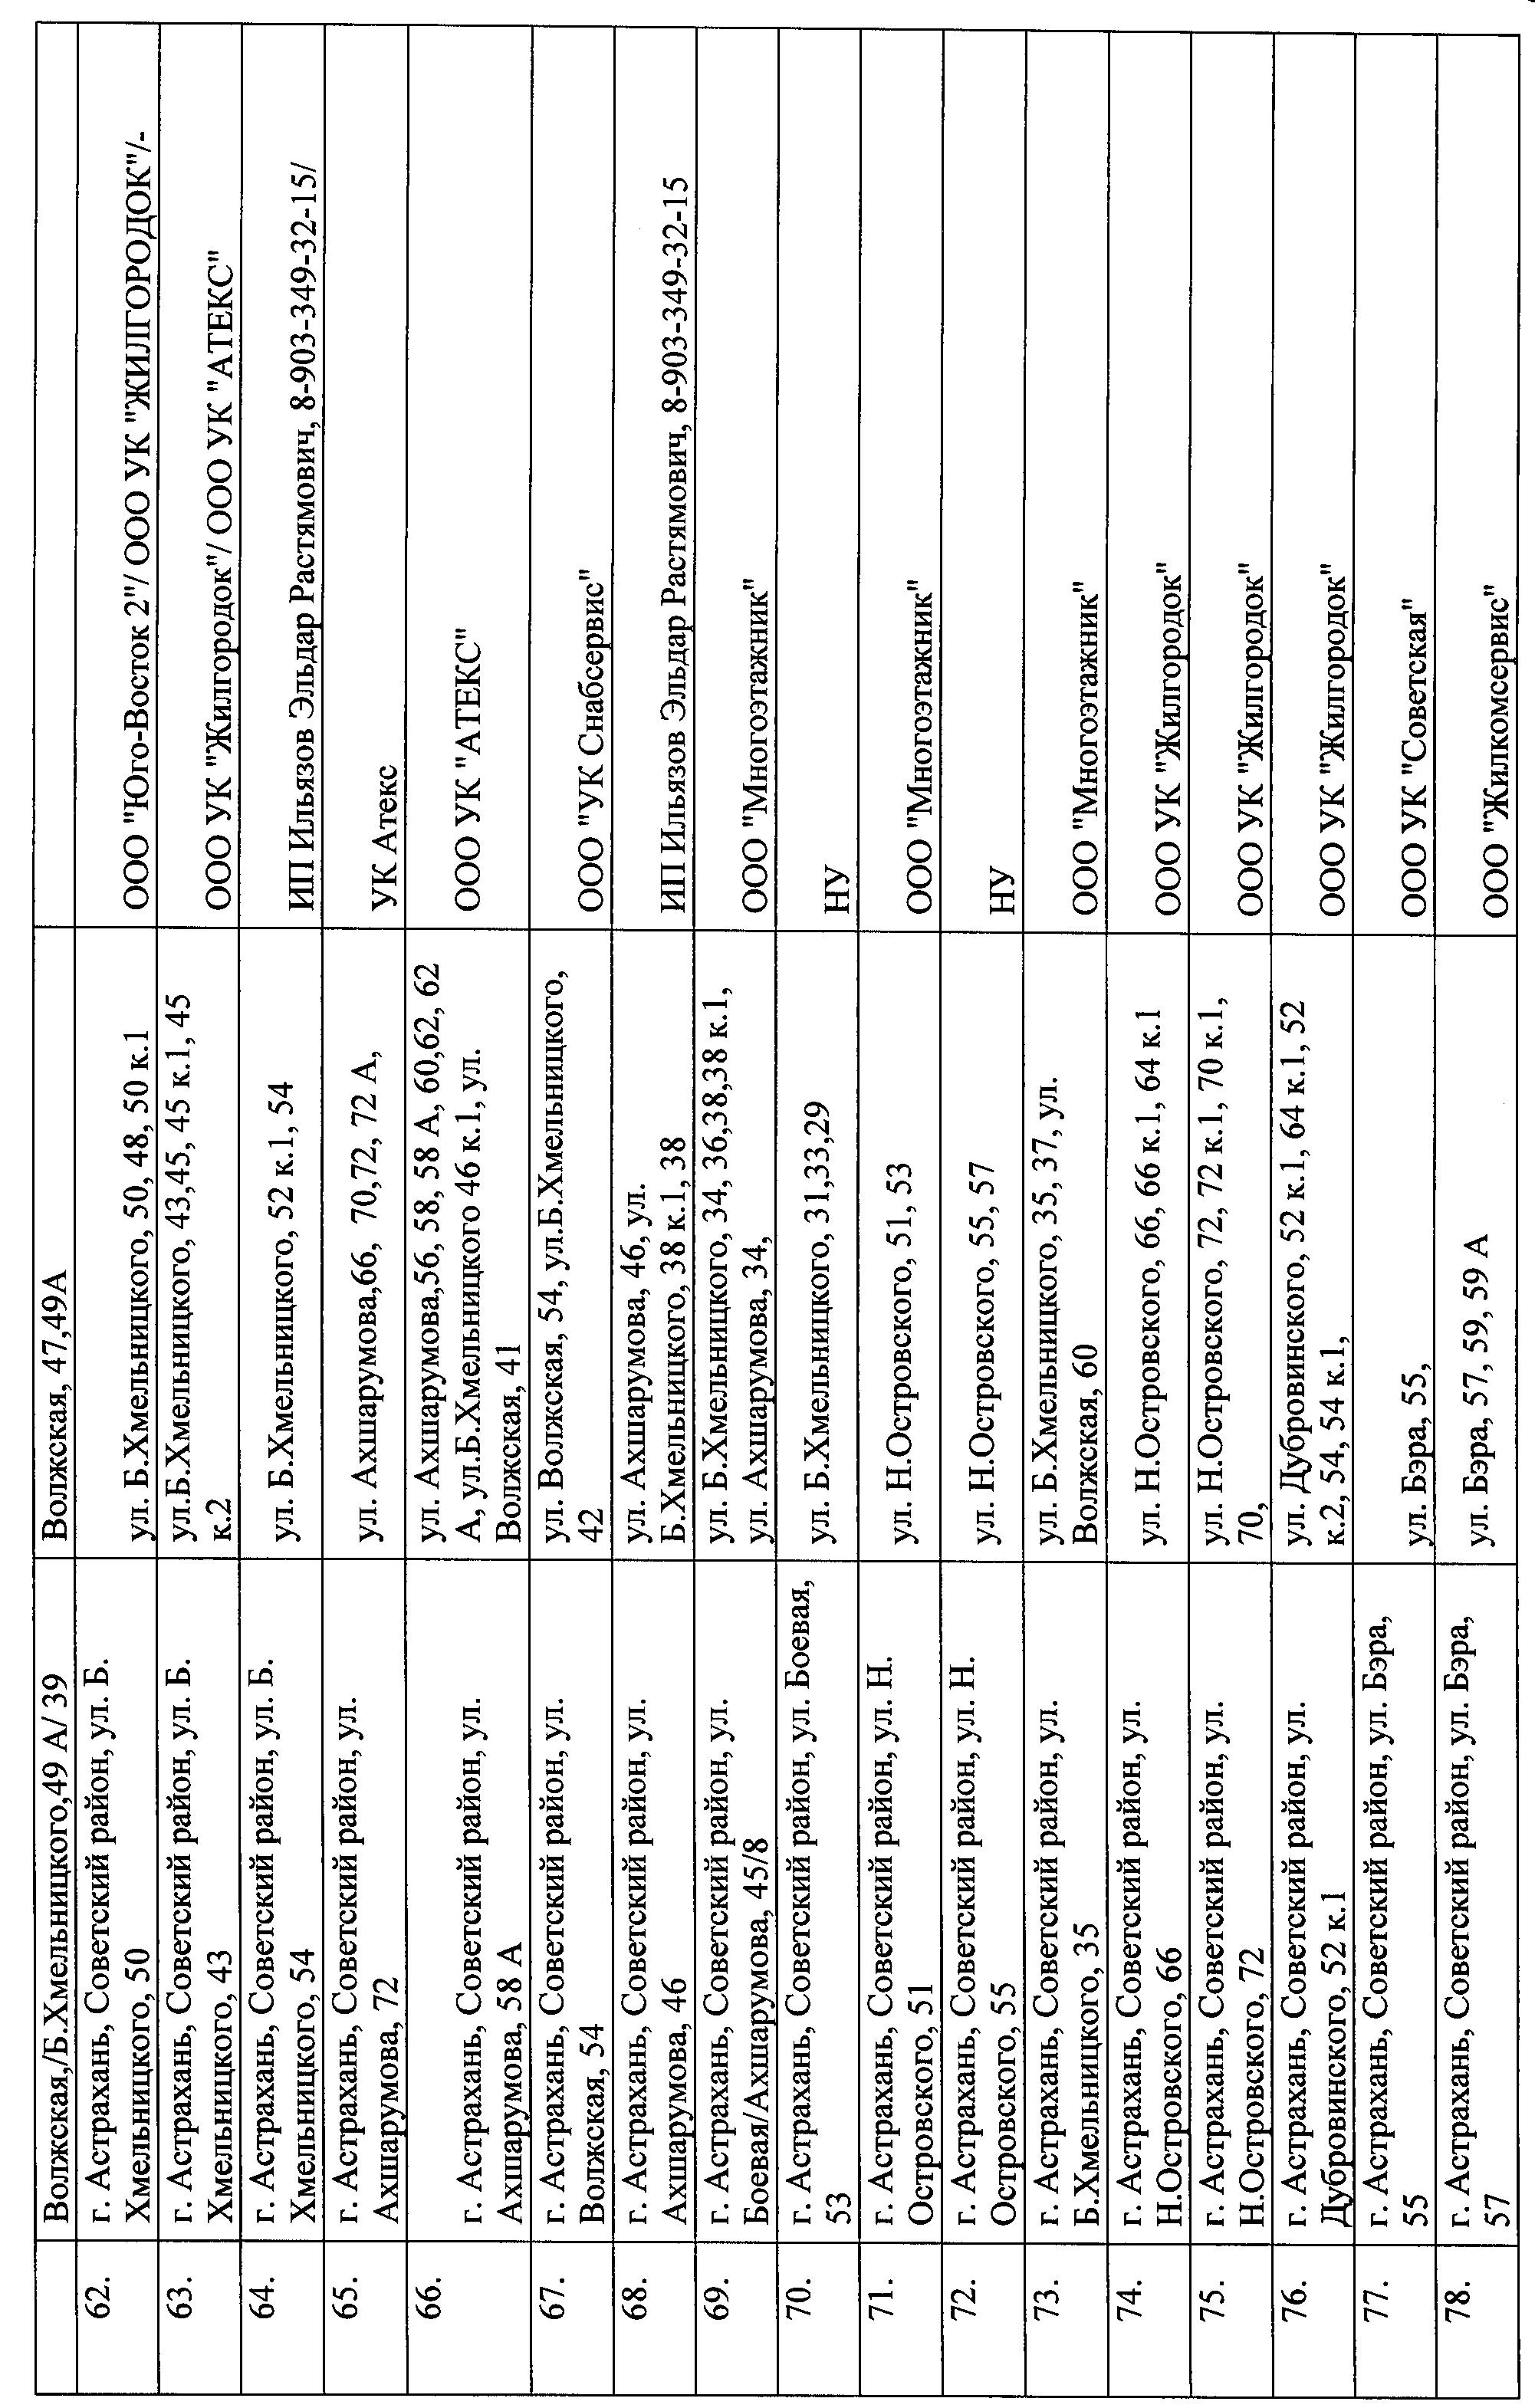 Волжская,/Б.Хмельницкого,49 А/ 39
Волжская, 47,49А
62.
г. Астрахань, Советский район, ул. Б.
Хмельницкого, 50
ул. Б.Хмельницкого, 50, 48, 50 к.1
ООО "Юго-Восток 2"/ ООО УК "ЖИЛГОРОДОК"/-
63.
г. Астрахань, Советский район, ул. Б.
Хмельницкого, 43
ул.Б.Хмельницкого, 43,45, 45 к.1, 45
к.2
ООО УК "Жилгородок"/ ООО УК "АТЕКС"
64.
г. Астрахань, Советский район, ул. Б.
Хмельницкого, 54
ул. Б.Хмельницкого, 52 к.1, 54
ИП Ильязов Эльдар Растямович, 8-903-349-32-15/
65.
г. Астрахань, Советский район, ул.
Ахшарумова, 72
ул. Ахшарумова,66, 70,72, 72 А,
УК Атекс
66.
г. Астрахань, Советский район, ул.
Ахшарумова, 58 А
ул. Ахшарумова,56, 58, 58 А, 60,62, 62
А, ул.Б.Хмельницкого 46 к.1, ул.
Волжская, 41
ООО УК "АТЕКС"
67.
г. Астрахань, Советский район, ул.
Волжская, 54
ул. Волжская, 54, ул.Б.Хмельницкого,
42
ООО "УК Снабсервис"
68.
г. Астрахань, Советский район, ул.
Ахшарумова, 46
ул. Ахшарумова, 46, ул.
Б.Хмельницкого, 38 к.1, 38
ИП Ильязов Эльдар Растямович, 8-903-349-32-15
69.
г. Астрахань, Советский район, ул.
Боевая/Ахшарумова, 45/8
ул. Б.Хмельницкого, 34, 36,38,38 к.1,
ул. Ахшарумова, 34,
ООО "Многоэтажник"
70.
г. Астрахань, Советский район, ул. Боевая,
53
ул. Б.Хмельницкого, 31,33,29
НУ
71.
г. Астрахань, Советский район, ул. Н.
Островского, 51
ул. Н.Островского, 51, 53
ООО "Многоэтажник"
72.
г. Астрахань, Советский район, ул. Н.
Островского, 55
ул. Н.Островского, 55, 57
НУ
73.
г. Астрахань, Советский район, ул.
Б.Хмельницкого, 35
ул. Б.Хмельницкого, 35, 37, ул.
Волжская, 60
ООО "Многоэтажник"
74.
г. Астрахань, Советский район, ул.
Н.Островского, 66
ул. Н.Островского, 66, 66 к.1, 64 к.1
ООО УК "Жилгородок"
75.
г. Астрахань, Советский район, ул.
Н.Островского, 72
ул. Н.Островского, 72, 72 к.1, 70 к.1,
70,
ООО УК "Жилгородок"
76.
г. Астрахань, Советский район, ул.
Дубровинского, 52 к.1
ул. Дубровинского, 52 к.1, 64 к.1, 52
к.2, 54, 54 к.1,
ООО УК "Жилгородок"
77.
г. Астрахань, Советский район, ул. Бэра,
55
ул. Бэра, 55,
ООО УК "Советская"
78.
г. Астрахань, Советский район, ул. Бэра,
57
ул. Бэра, 57, 59, 59 А
ООО "Жилкомсервис"